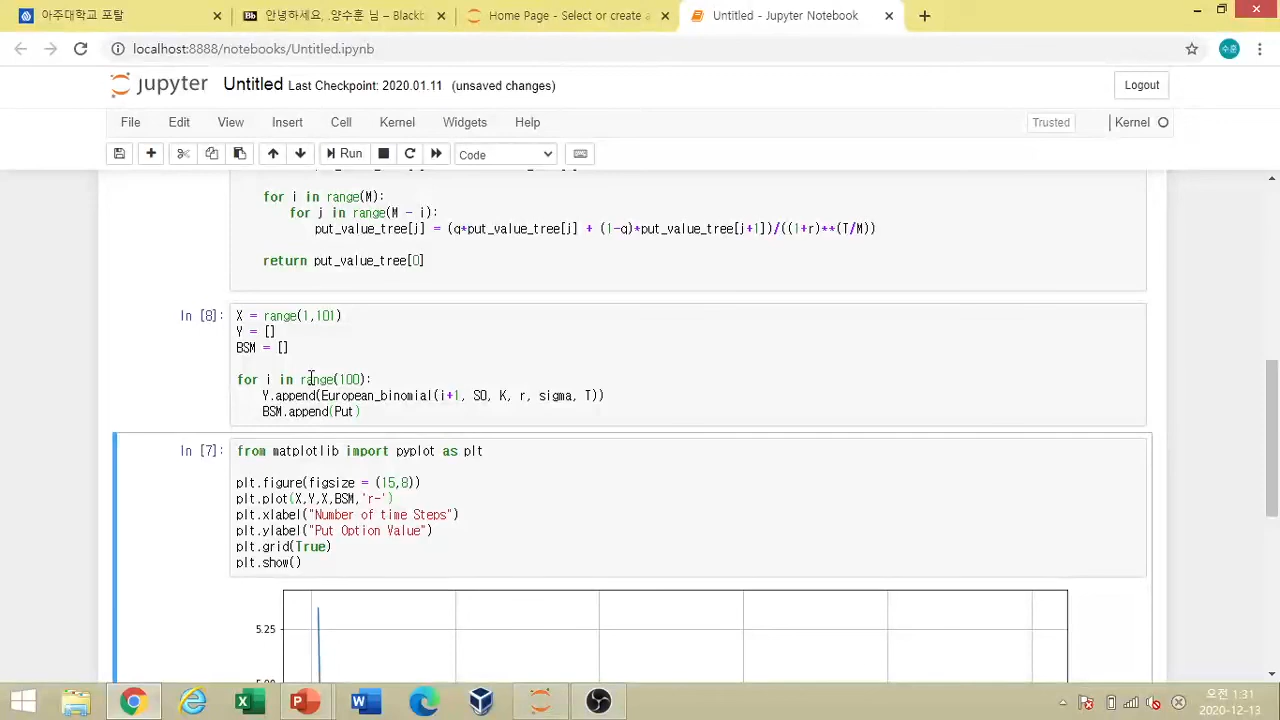 아주대학교 포탈
Bb 안녕하세요, .양수훈 님 – Blackb
Home Page - Select or create a
Untitled - Jupyter Notebook
localhost:8888/notebooks/Untitled.ipynb
수훈
jupyter Untitled Last Checkpoint: 2020.01.11 (unsaved changes)
Logout
File Edit View Insert Cell Kernel Widgets Help
Trusted
Kernel
Run
Code
for i in range(M):
for j in range(M - i):
put_value_tree[j] = (q*put_value_tree[j] + (1-q)*put_value_tree[j+1])/((1+r)**(T/M))
return put_value_tree[0]
In [8]:
X = range(1,101)
Y = []
BSM = []
for i in range(100):
Y.append(European_binomial(i+1, S0, K, r, sigma, T))
BSM.append(Put)
In [7]:
from matplotlib import pyplot as plt
plt.figure(figsize = (15,8))
plt.plot(X,Y,X,BSM,'r-')
plt.xlabel("Number of time Steps")
plt.ylabel("Put Option Value")
plt.grid(True)
plt.show()
5.25
오전 1:31
2020-12-13